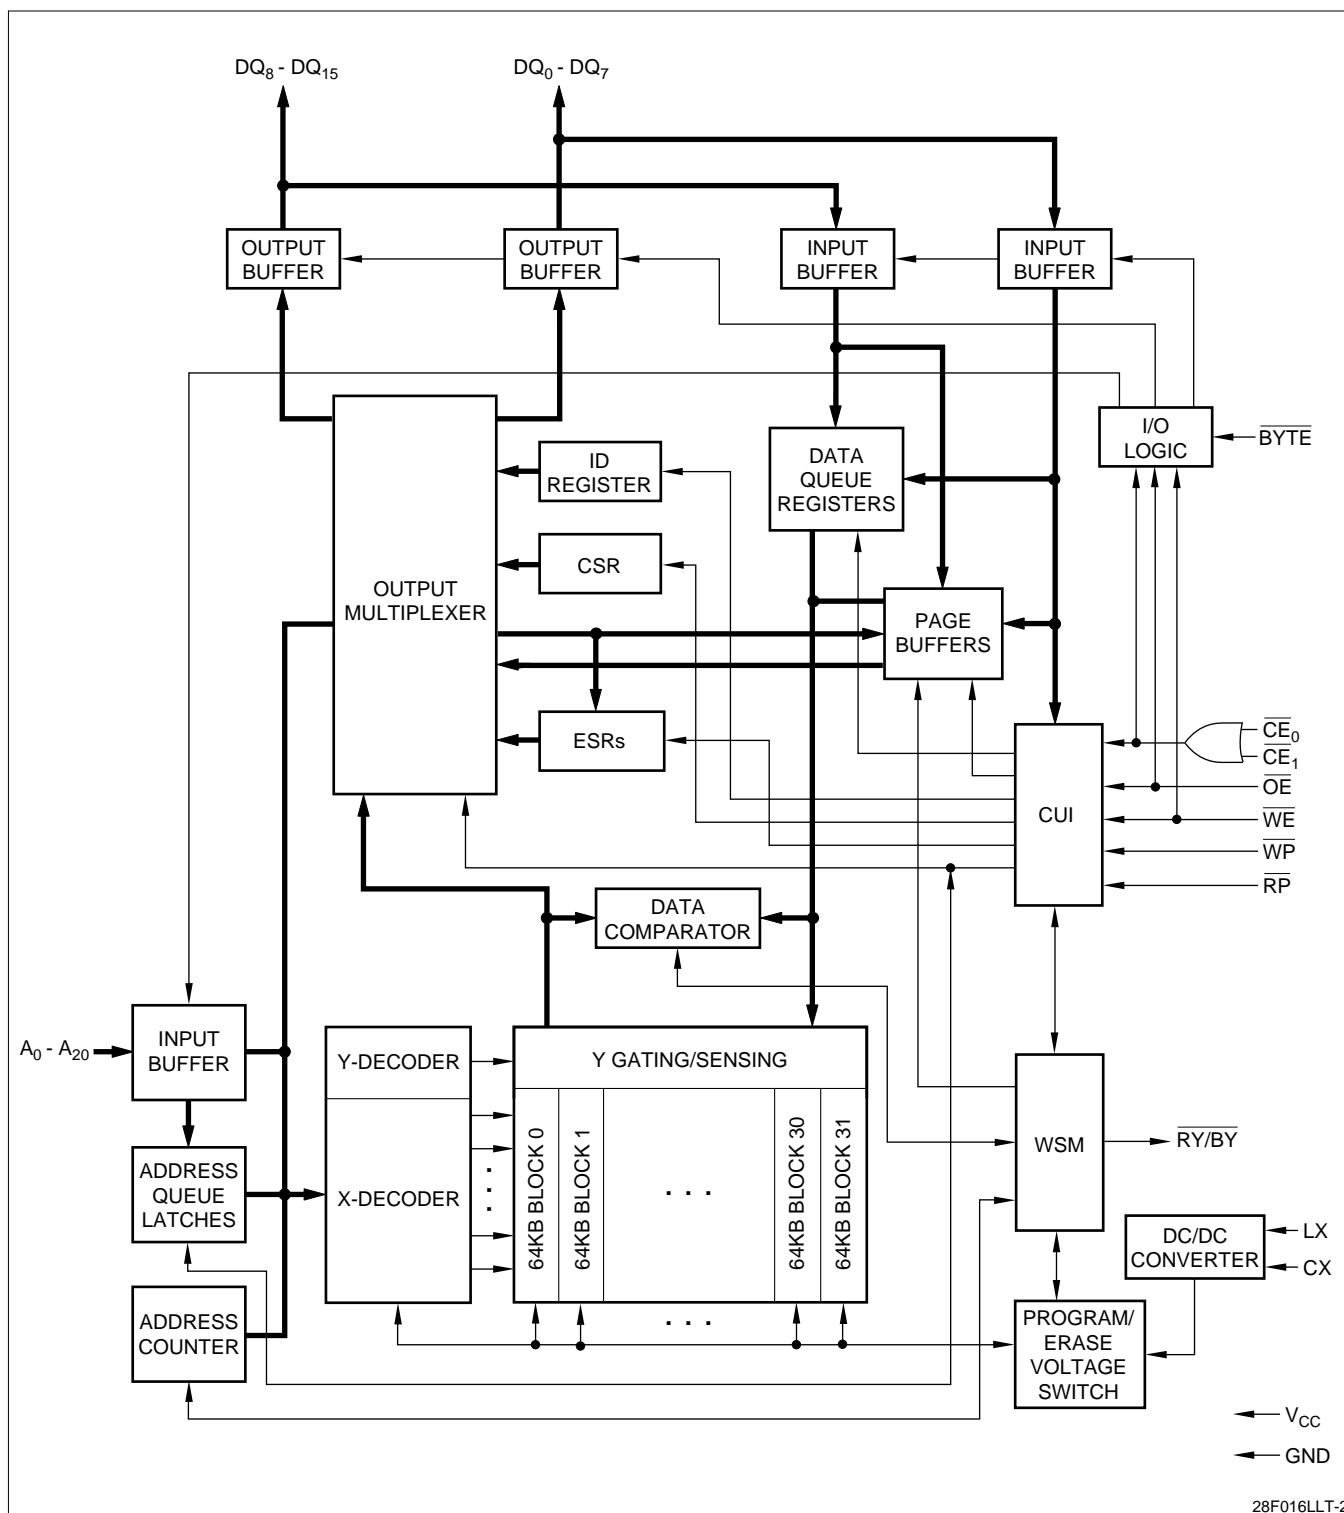 DQ8 - DQ15
DQ0 - DQ7
OUTPUT
BUFFER
OUTPUT
BUFFER
INPUT
BUFFER
INPUT
BUFFER
I/O
LOGIC
BYTE
ID
REGISTER
DATA
QUEUE
REGISTERS
CSR
OUTPUT
MULTIPLEXER
PAGE
BUFFERS
ESRs
CUI
CE0
CE1
OE
WE
WP
RP
DATA
COMPARATOR
A0 - A20
INPUT
BUFFER
Y-DECODER
Y GATING/SENSING
ADDRESS
QUEUE
LATCHES
X-DECODER
64KB BLOCK 0
64KB BLOCK 1
. . .
64KB BLOCK 30
64KB BLOCK 31
WSM
RY/BY
DC/DC
CONVERTER
LX
CX
ADDRESS
COUNTER
. . .
PROGRAM/
ERASE
VOLTAGE
SWITCH
VCC
GND
28F016LLT-2